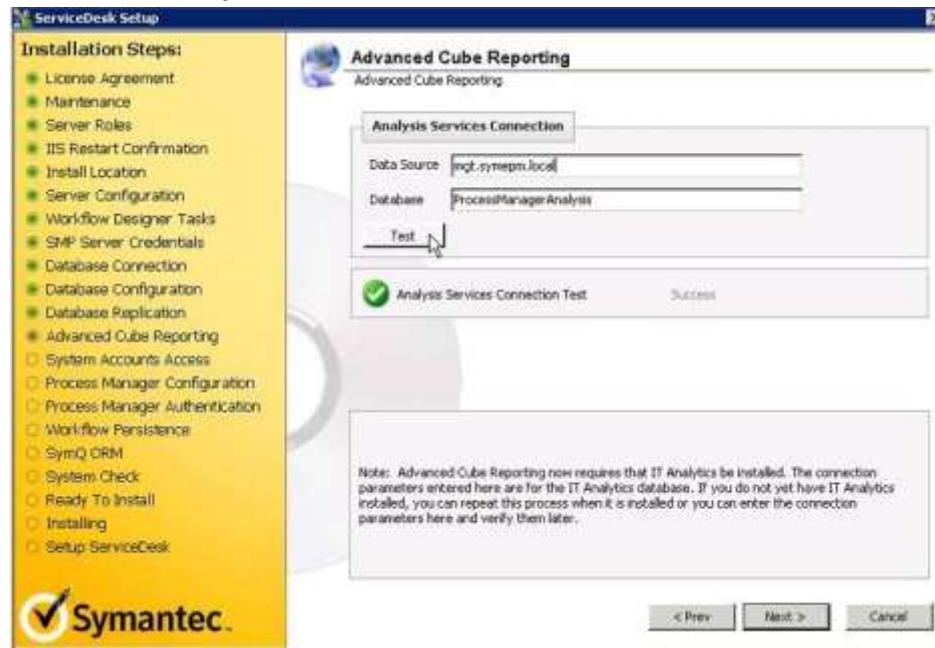 ServiceDesk Setup
Installation Steps:
License Agreement
Maintenance
Server Roles
IIS Restart Confirmation
Install Location
Server Configuration
Workflow Designer Tasks
SMP Server Credentials
Database Connection
Database Configuration
Database Replication
Advanced Cube Reporting
System Accounts Access
Process Manager Configuration
Process Manager Authentication
Workflow Persistence
SymQ ORM
System Check
Ready To Install
Installing
Setup ServiceDesk
Symantec.
Advanced Cube Reporting
Advanced Cube Reporting
Analysis Services Connection
Data Source mgt.symepm.local
Database ProcessManagerAnalysis
Test
Analysis Services Connection Test Success
Note: Advanced Cube Reporting now requires that IT Analytics be installed. The connection
parameters entered here are for the IT Analytics database. If you do not yet have IT Analytics
installed, you can repeat this process when it is installed or you can enter the connection
parameters here and verify them later.
< Prev Next > Cancel